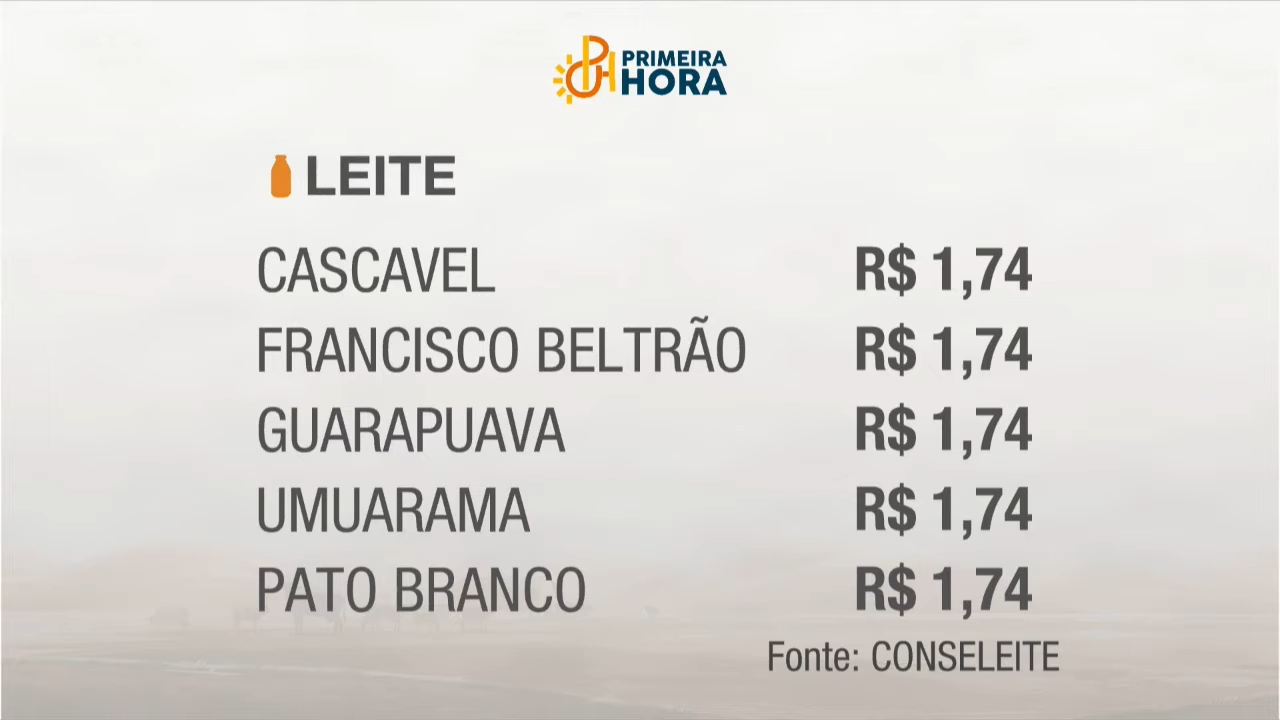 PRIMEIRA
HORA
LEITE
CASCAVEL R$ 1,74
FRANCISCO BELTRÃO R$ 1,74
GUARAPUAVA R$ 1,74
UMUARAMA R$ 1,74
PATO BRANCO R$ 1,74
Fonte: CONSELEITE